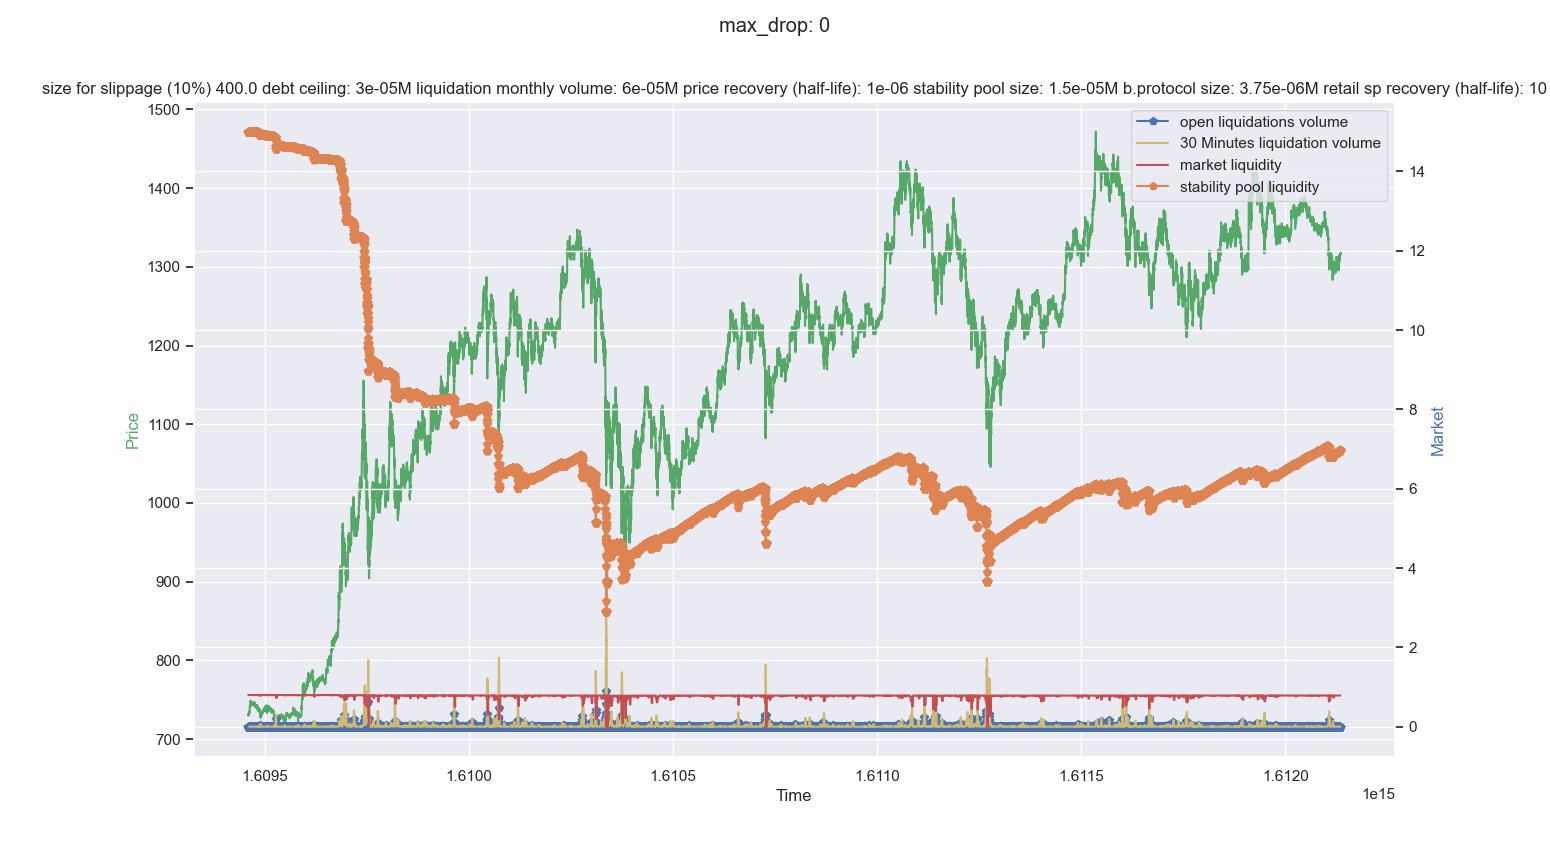 max_drop: 0
size for slippage (10%) 400.0 debt ceiling: 3e-05M liquidation monthly volume: 6e-05M price recovery (half-life): 1e-06 stability pool size: 1.5e-05M b.protocol size: 3.75e-06M retail sp recovery (half-life): 10
open liquidations volume
30 Minutes liquidation volume
market liquidity
stability pool liquidity
1500
1400
1300
1200
1100
1000
900
800
700
Price
14
12
10
8
6
4
2
0
Market
1.6095
1.6100
1.6105
1.6110
1.6115
1.6120
1e15
Time